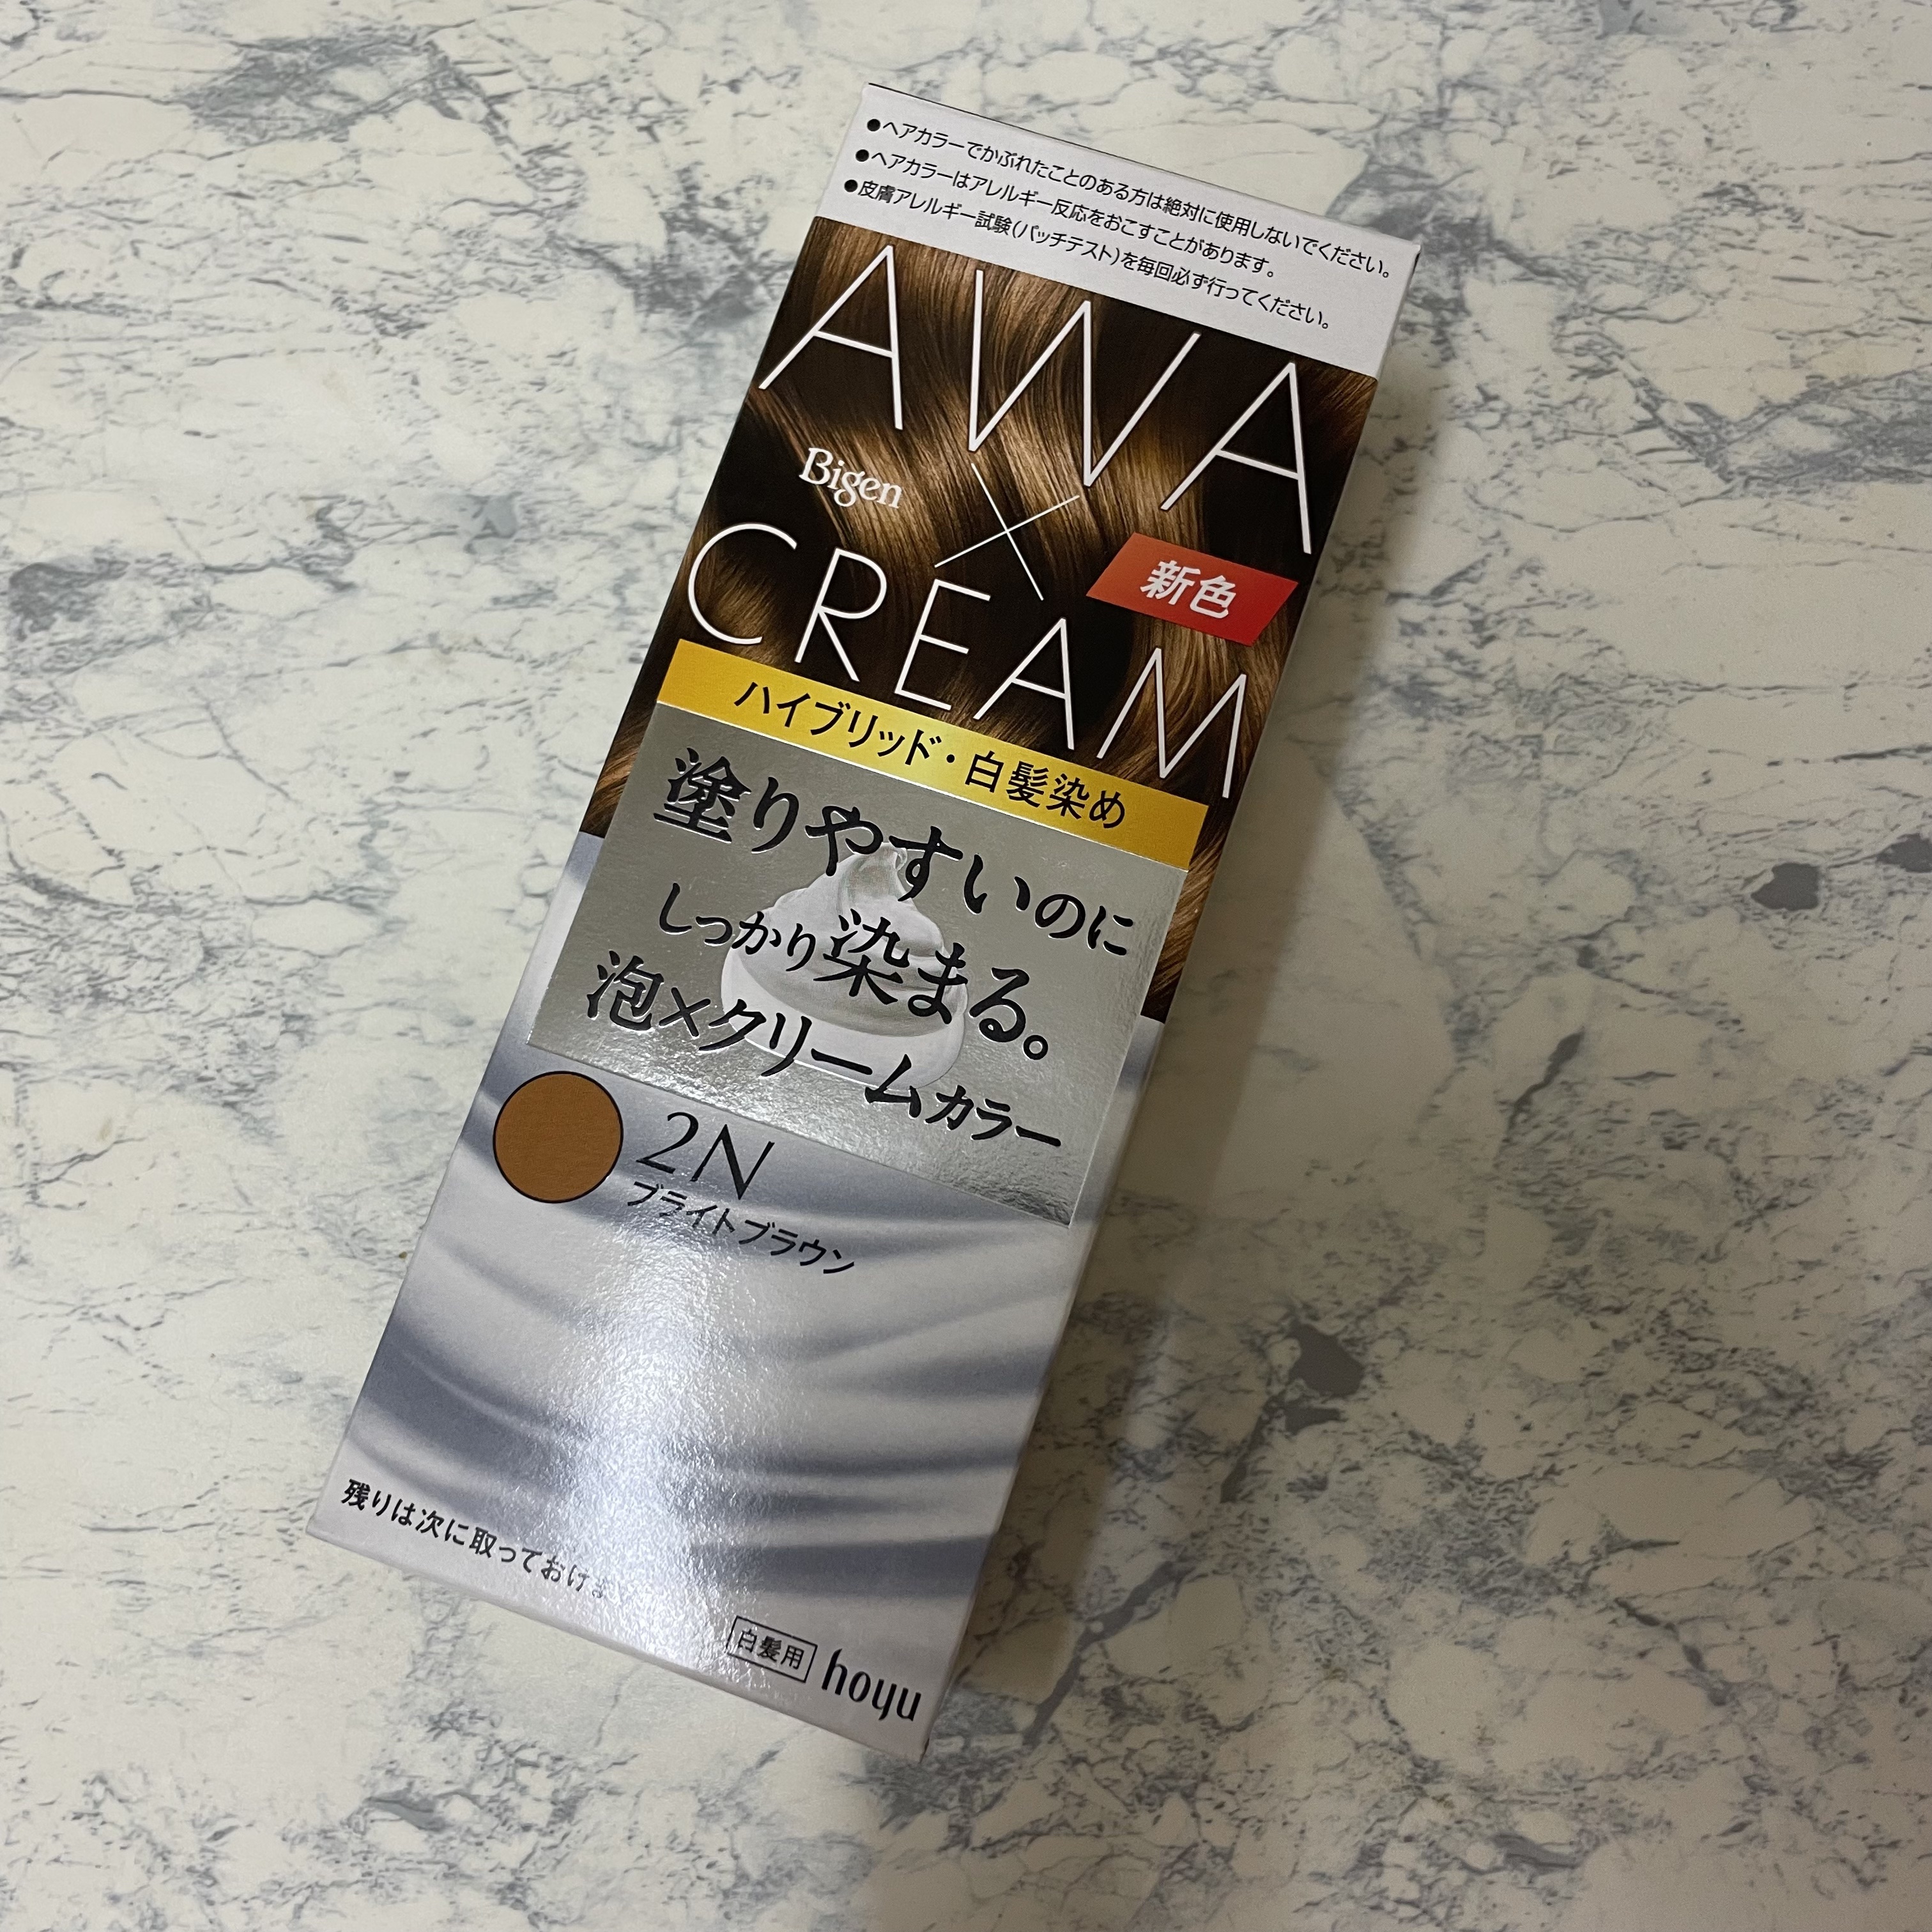 ●ヘアカラーでかぶれたことのある方は絶対に使用しないでください。
●ヘアカラーはアレルギー反応をおこすことがあります。
●皮膚アレルギー試験(パッチテスト)を毎回必ず行ってください。
AWA
Bigen
×
新色
CREAM
ハイブリッド・白髪染め
塗りやすいのに
しっかり染まる。
泡×クリームカラー
2N
ブライトブラウン
残りは次に取っておけま
白髪用
hoyu